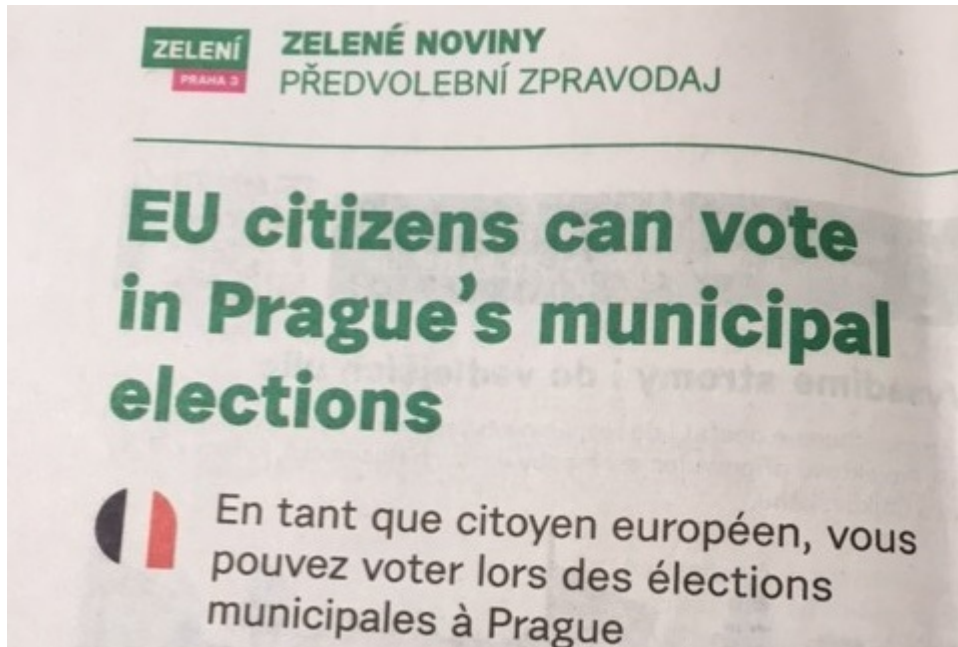 ZELENÍ
PRAHA 3
ZELENÉ NOVINY
PŘEDVOLEBNÍ ZPRAVODAJ
EU citizens can vote
in Prague's municipal
elections
En tant que citoyen européen, vous
pouvez voter lors des élections
municipales à Prague